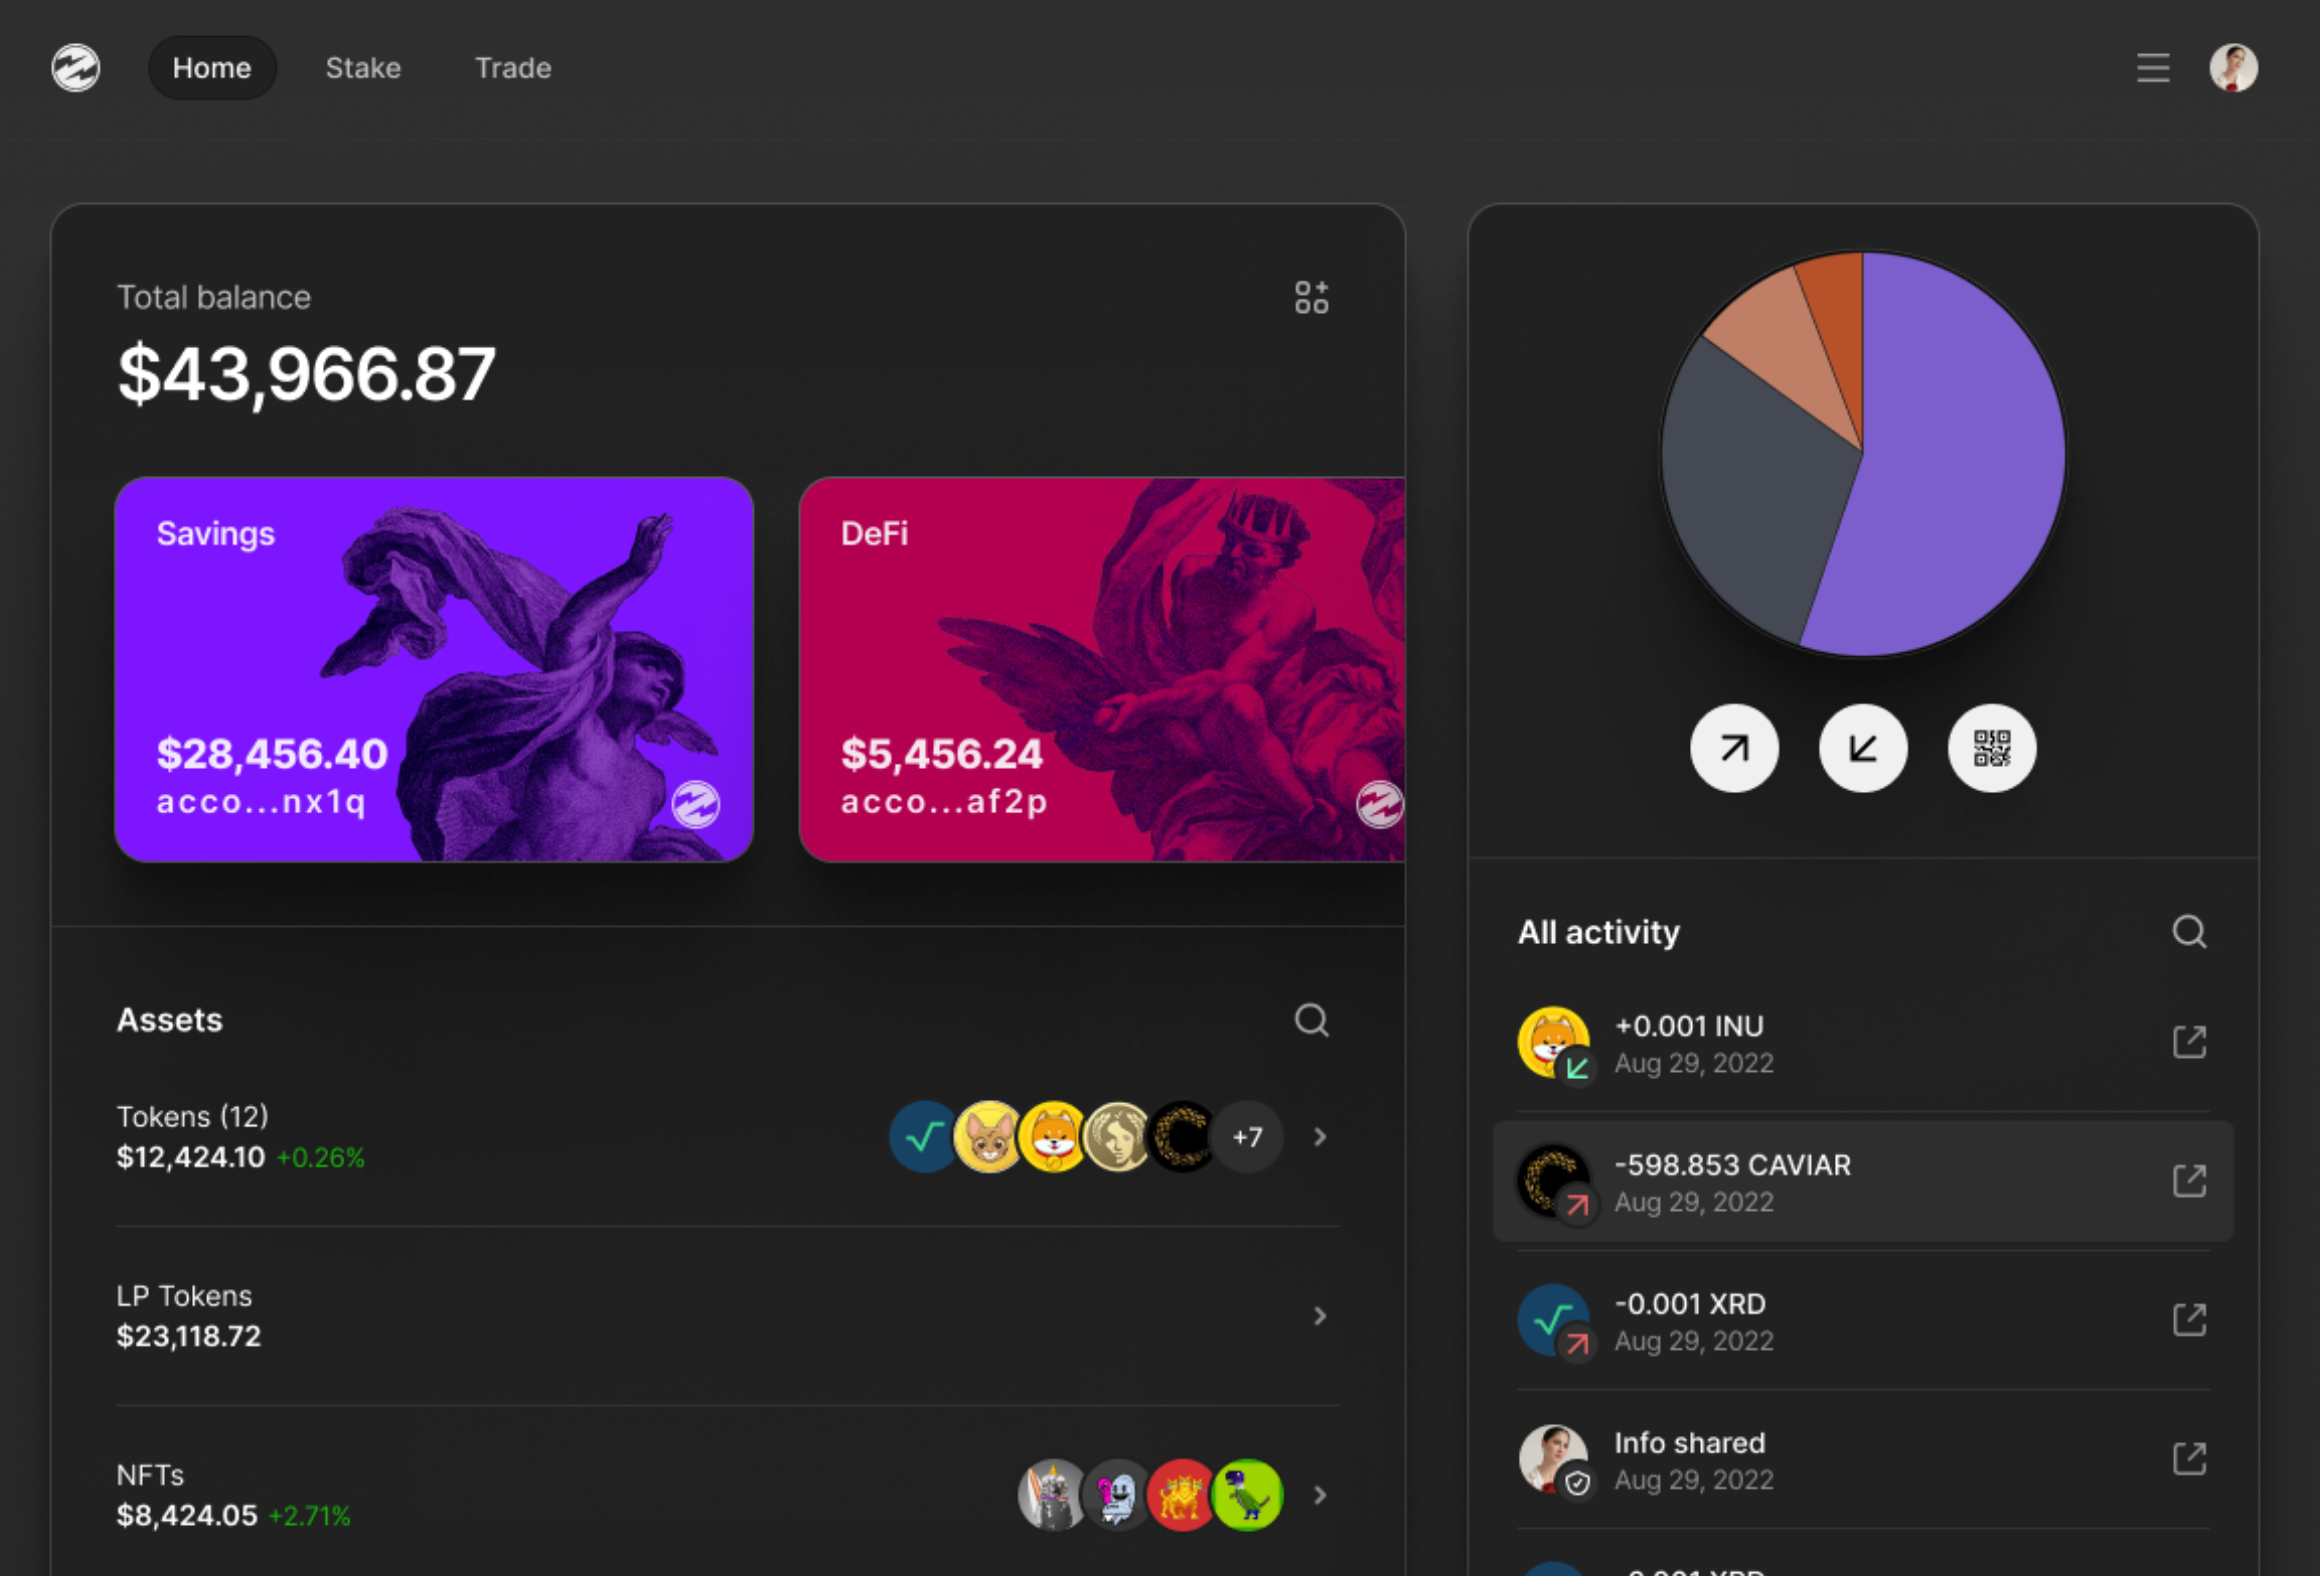 Home
Stake
Trade
Total balance
$43,966.87
Savings
$28,456.40
acco...nx1q
DeFi
$5,456.24
acco...af2p
Assets
Tokens (12)
$12,424.10 +0.26%
+7
LP Tokens
$23,118.72
NFTs
$8,424.05 +2.71%
All activity
+0.001 INU
Aug 29, 2022
-598.853 CAVIAR
Aug 29, 2022
-0.001 XRD
Aug 29, 2022
Info shared
Aug 29, 2022